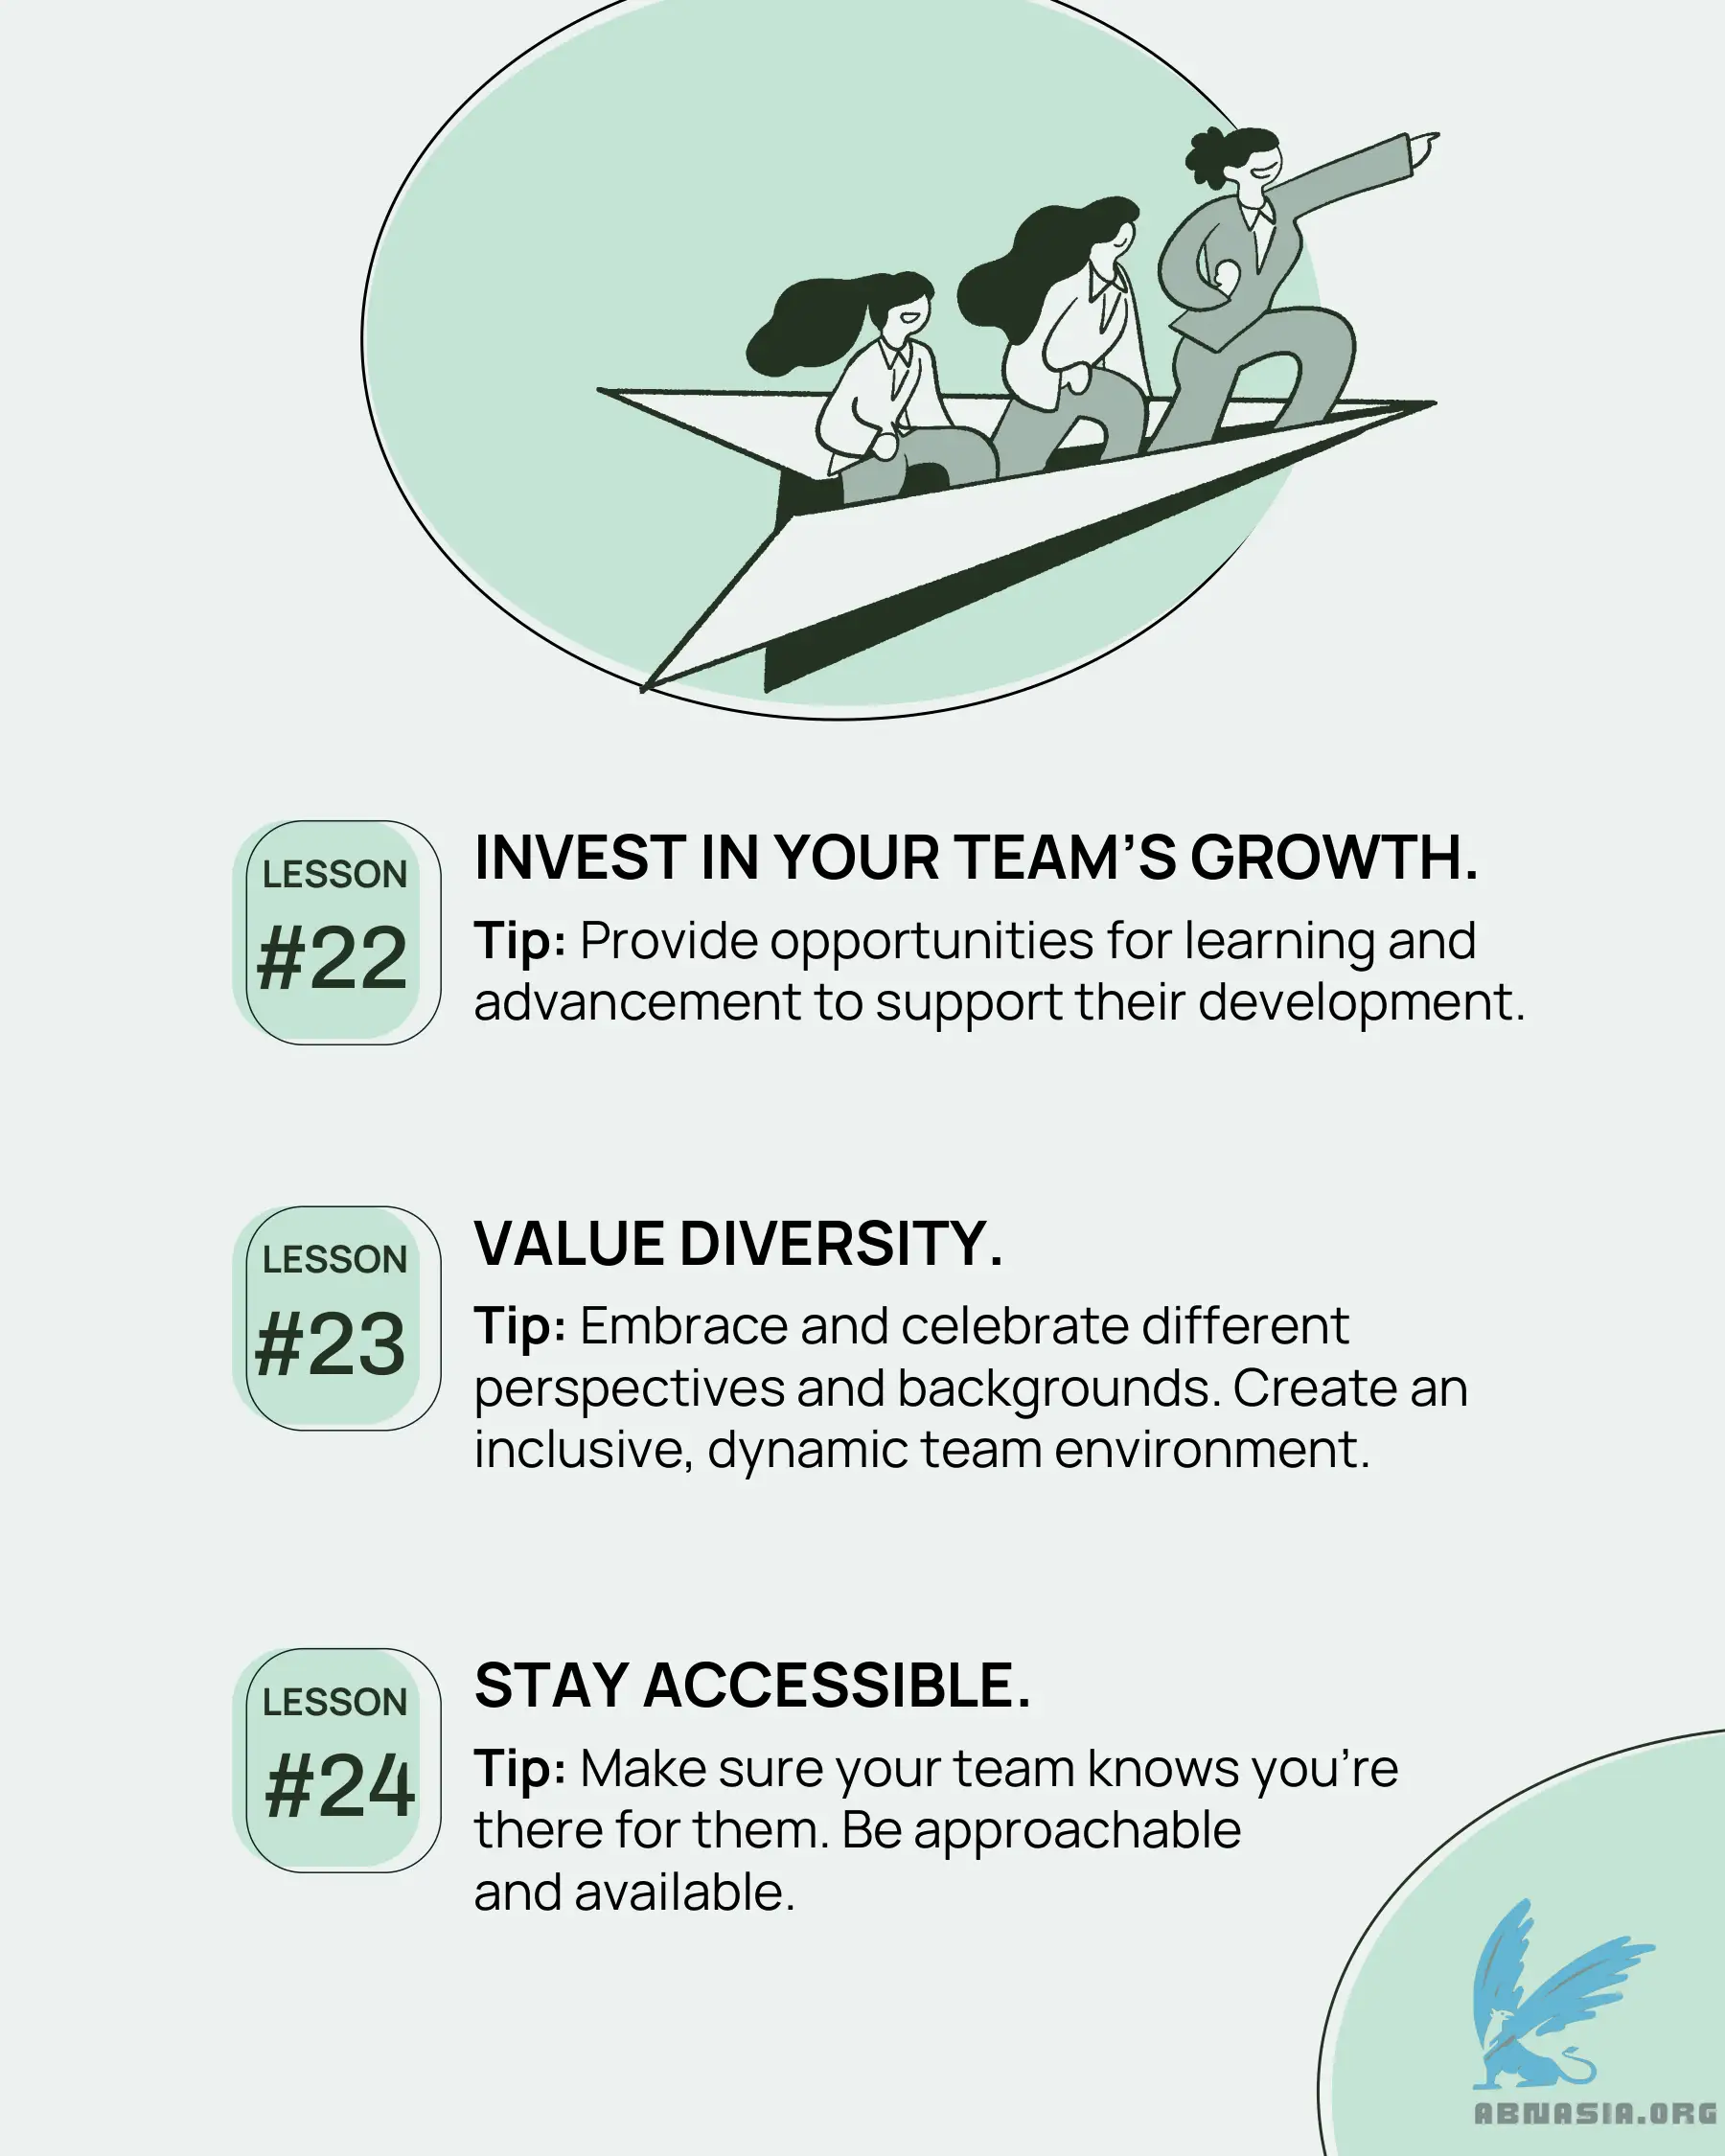 LESSON
#22
INVEST IN YOUR TEAM’S GROWTH.
Tip: Provide opportunities for learning and
advancement to support their development.
LESSON
#23
VALUE DIVERSITY.
Tip: Embrace and celebrate different
perspectives and backgrounds. Create an
inclusive, dynamic team environment.
LESSON
#24
STAY ACCESSIBLE.
Tip: Make sure your team knows you’re
there for them. Be approachable
and available.
ABNASIA.ORG